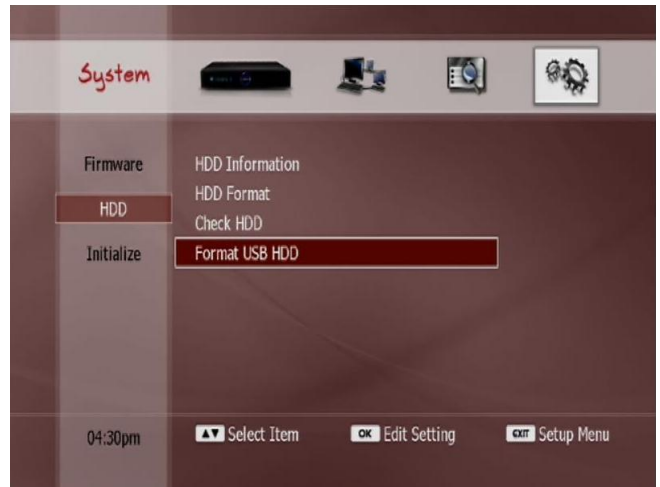 System
Firmware
HDD
Initialize
HDD Information
HDD Format
Check HDD
Format USB HDD
04:30pm
▲▼ Select Item
OK Edit Setting
EXIT Setup Menu